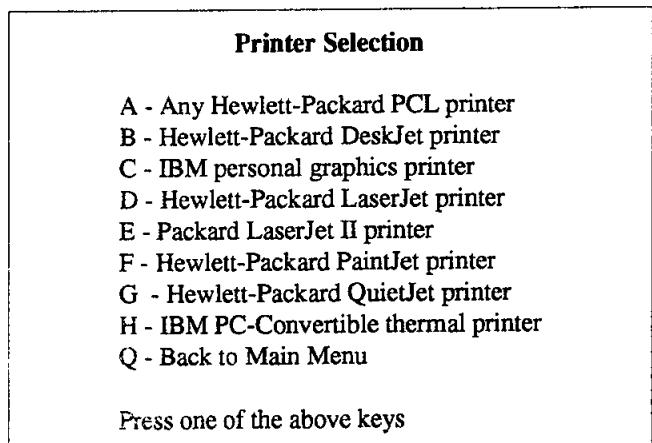 Printer Selection
A - Any Hewlett-Packard PCL printer
B - Hewlett-Packard DeskJet printer
C - IBM personal graphics printer
D - Hewlett-Packard LaserJet printer
E - Packard LaserJet II printer
F - Hewlett-Packard PaintJet printer
G - Hewlett-Packard QuietJet printer
H - IBM PC-Convertible thermal printer
Q - Back to Main Menu
Press one of the above keys